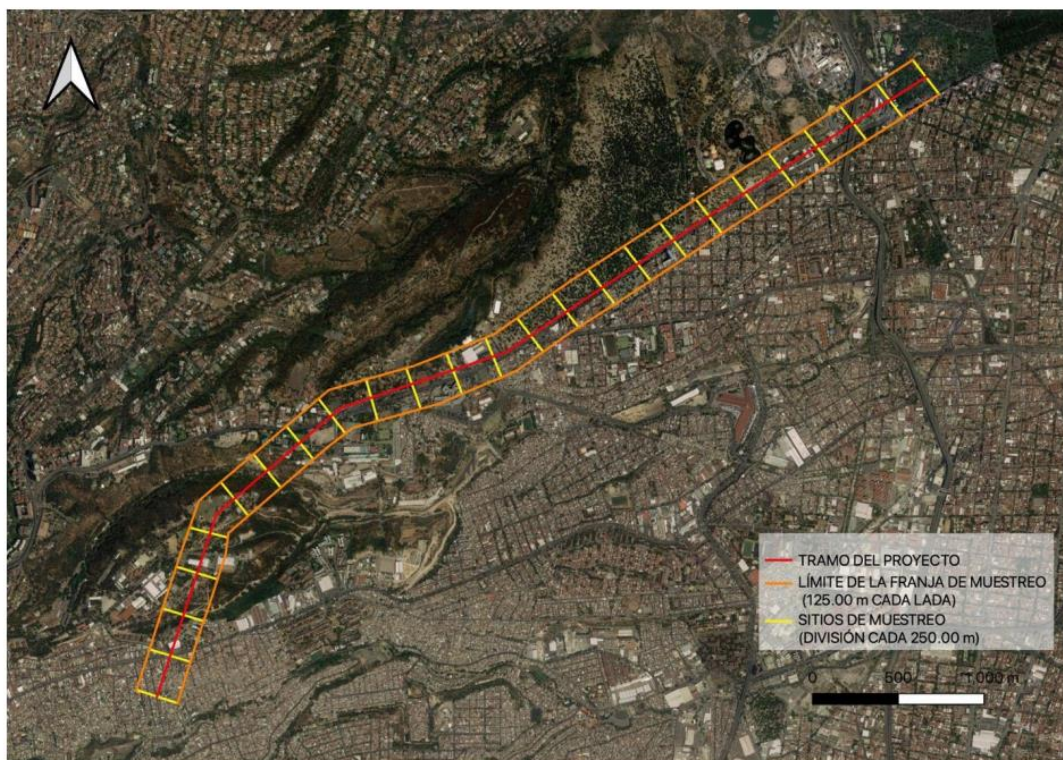 TRAMO DEL PROYECTO
LÍMITE DE LA FRANJA DE MUESTREO
(125.00 m CADA LADA)
SITIOS DE MUESTREO
(DIVISIÓN CADA 250.00 m)
0 500 1,000 m